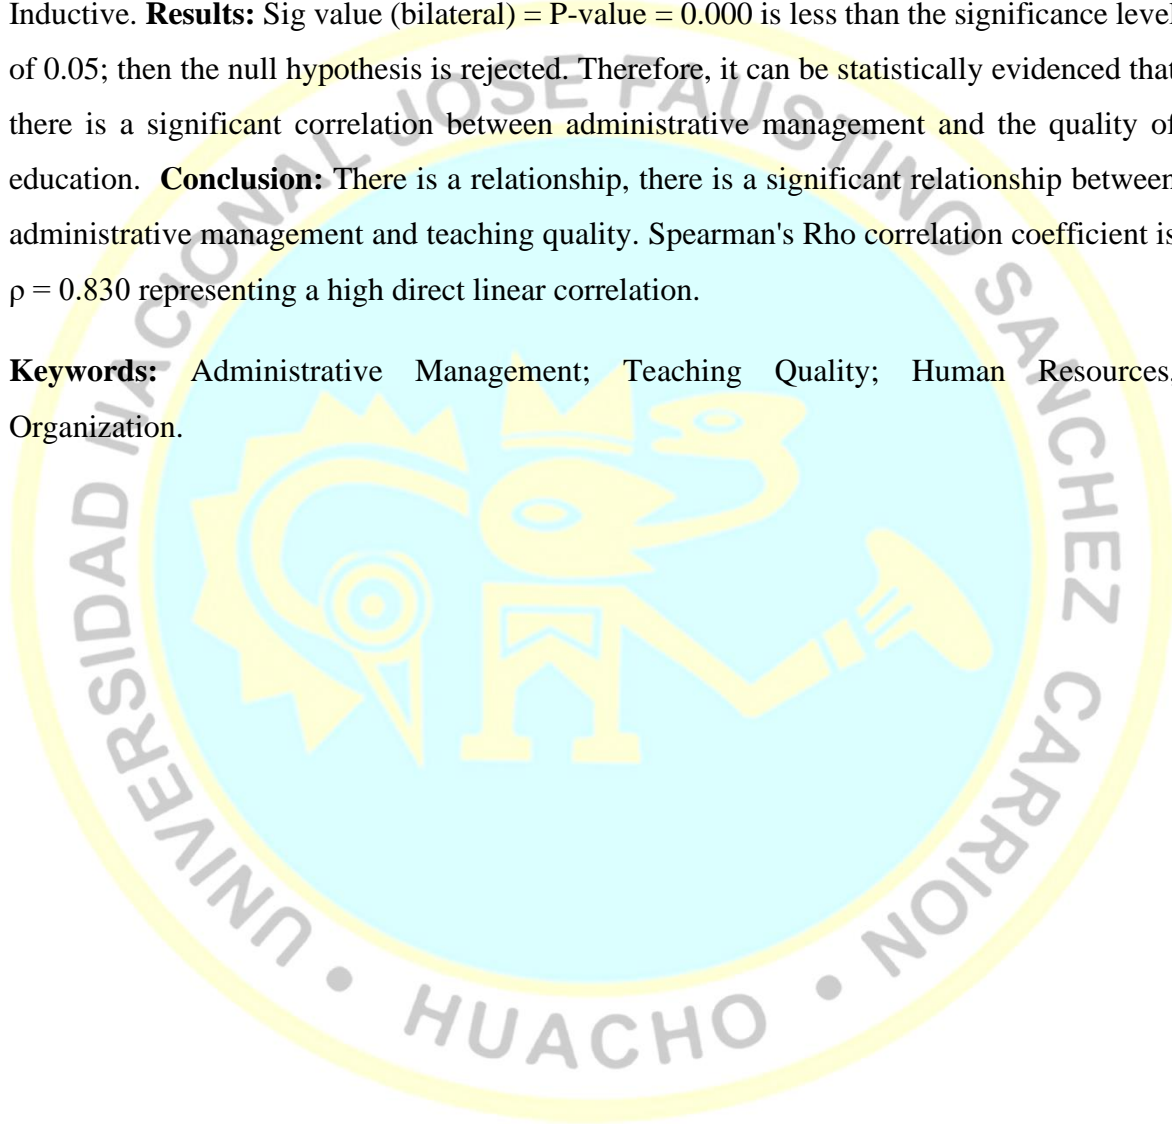 Inductive. Results: Sig value (bilateral) = P-value = 0.000 is less than the significance level
of 0.05; then the null hypothesis is rejected. Therefore, it can be statistically evidenced that
there is a significant correlation between administrative management and the quality of
education.  Conclusion: There is a relationship, there is a significant relationship between
administrative management and teaching quality. Spearman's Rho correlation coefficient is
ρ = 0.830 representing a high direct linear correlation.
Keywords: Administrative Management; Teaching Quality; Human Resources,
Organization.
UNIVERSIDAD NACIONAL JOSE FAUSTINO SANCHEZ CARRION
• HUACHO •